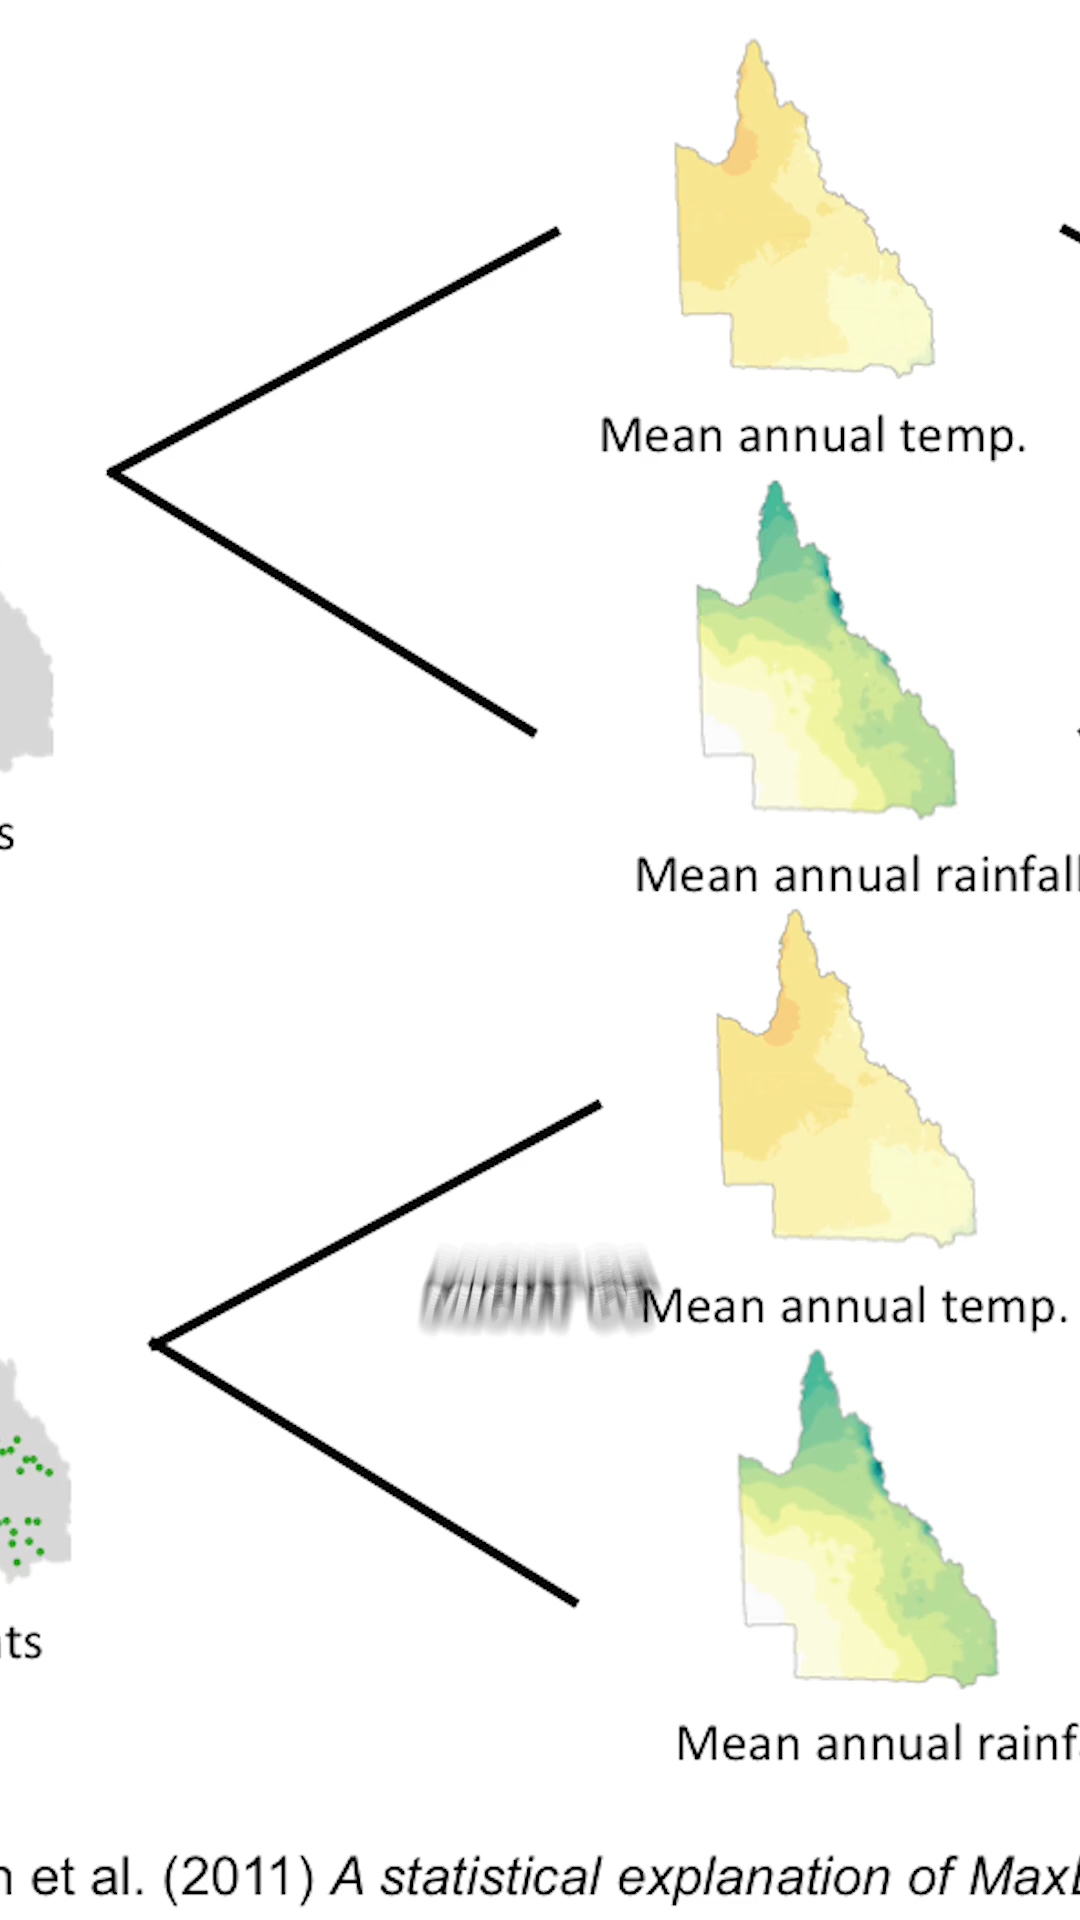 Mean annual temp.
s
Mean annual rainfall
Mean annual temp.
nts
Mean annual rainf
n et al. (2011) A statistical explanation of Max